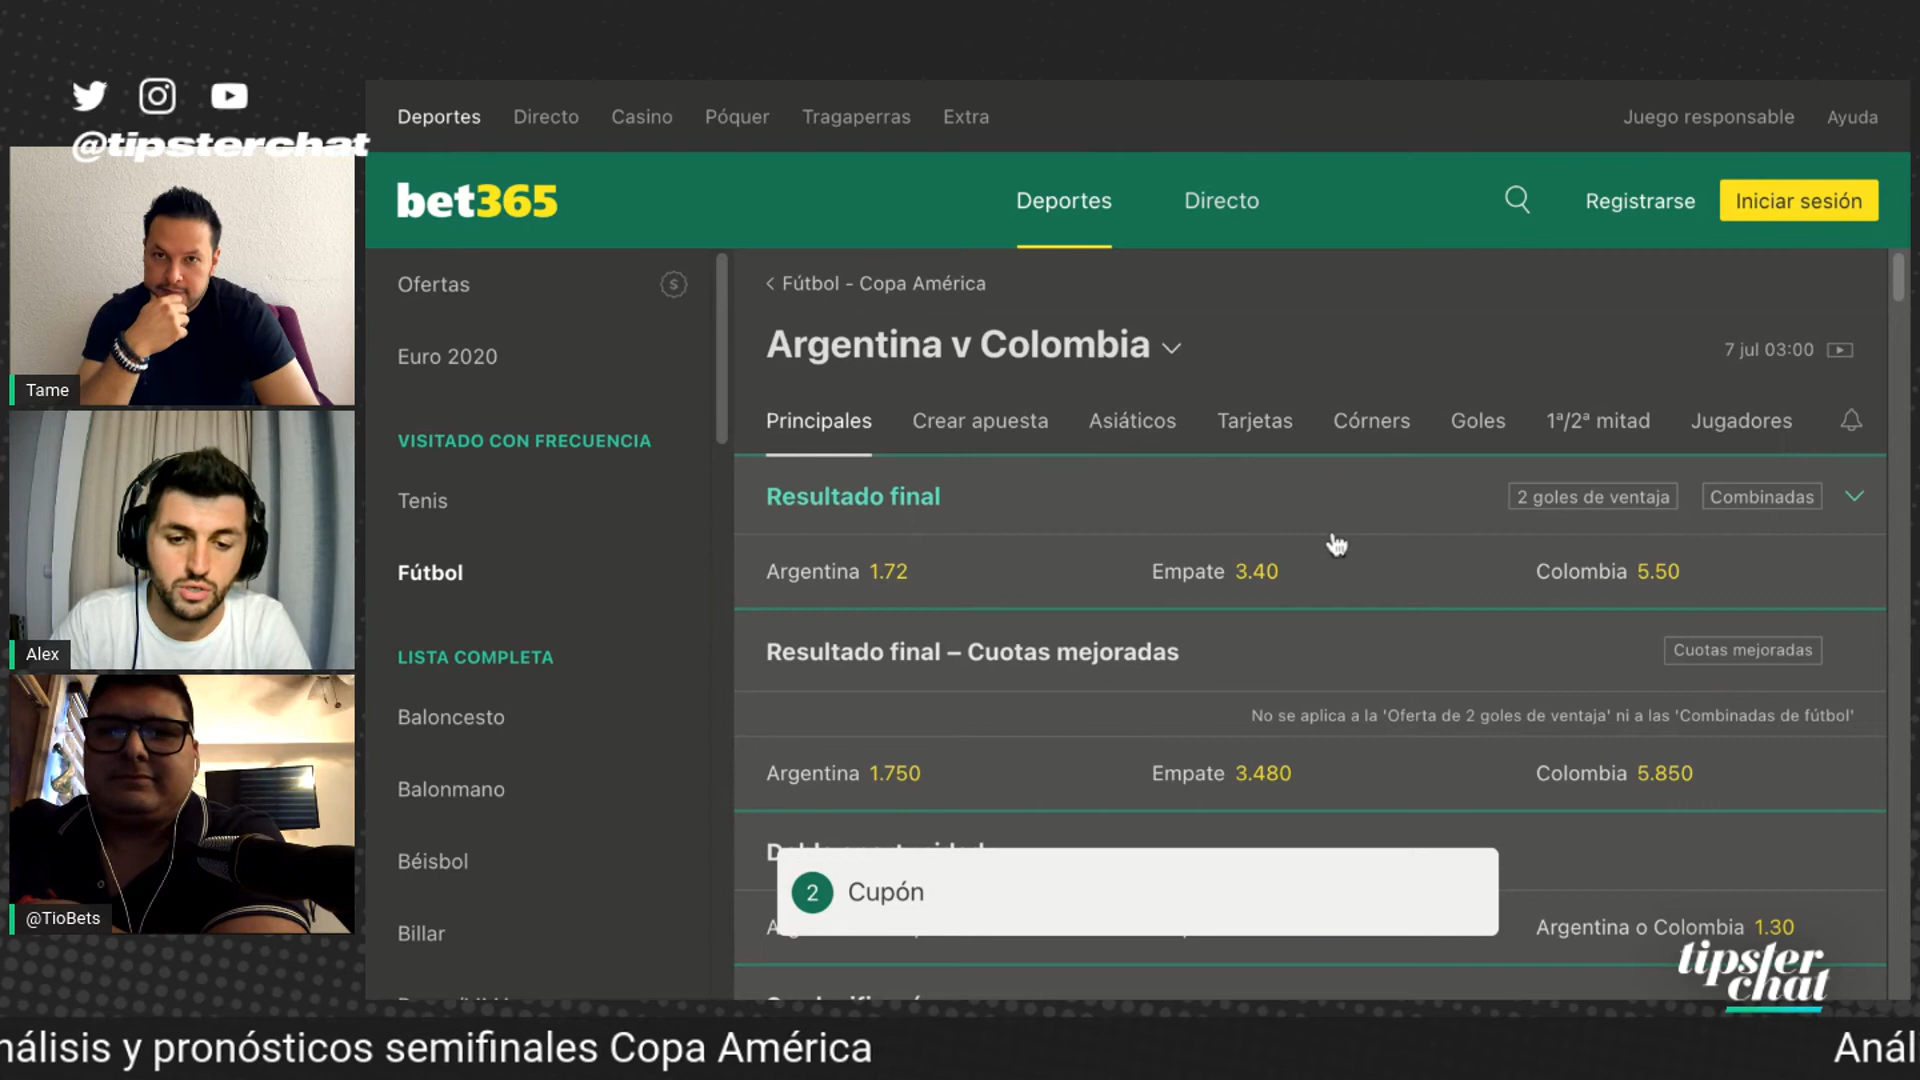 @tipsterchat
Tame
Alex
@TioBets
Deportes Directo Casino Póquer Tragaperras Extra Juego responsable Ayuda
bet365 Deportes Directo Registrarse Iniciar sesión
Ofertas S
Euro 2020
VISITADO CON FRECUENCIA
Tenis
Fútbol
LISTA COMPLETA
Baloncesto
Balonmano
Béisbol
Billar
< Fútbol - Copa América
Argentina v Colombia
7 jul 03:00
Principales Crear apuesta Asiáticos Tarjetas Córners Goles 1ª/2ª mitad Jugadores
Resultado final 2 goles de ventaja Combinadas
Argentina 1.72 Empate 3.40 Colombia 5.50
Resultado final – Cuotas mejoradas Cuotas mejoradas
No se aplica a la 'Oferta de 2 goles de ventaja' ni a las 'Combinadas de fútbol'
Argentina 1.750 Empate 3.480 Colombia 5.850
2 Cupón
Argentina o Colombia 1.30
tipster
chat
nálisis y pronósticos semifinales Copa América Anál